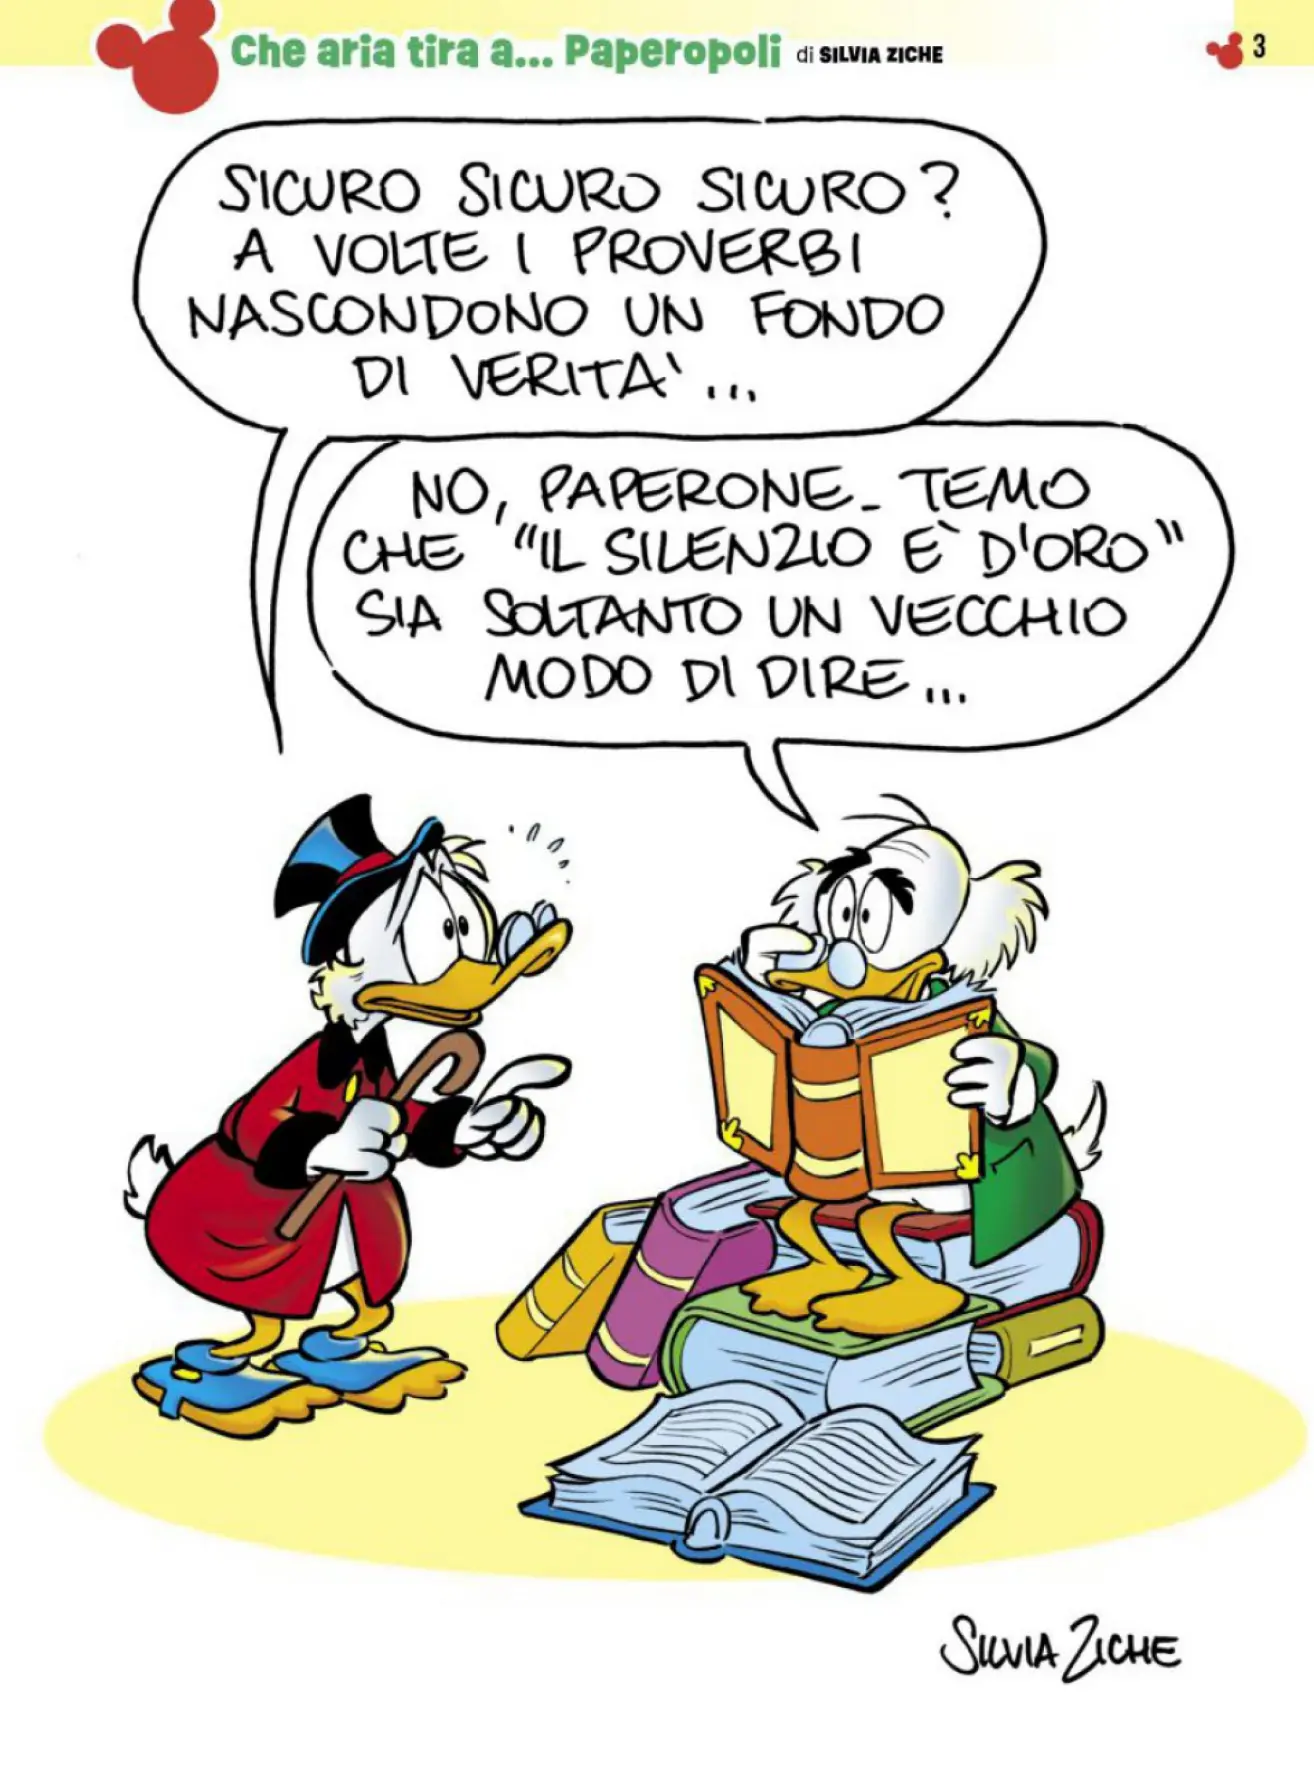 Che aria tira a... Paperopoli di SILVIA ZICHE
3
SICURO SICURO SICURO?
A VOLTE I PROVERBI
NASCONDONO UN FONDO
DI VERITA'...
NO, PAPERONE_ TEMO
CHE "IL SILENZIO E` D'ORO"
SIA SOLTANTO UN VECCHIO
MODO DI DIRE...
SILVIA ZICHE